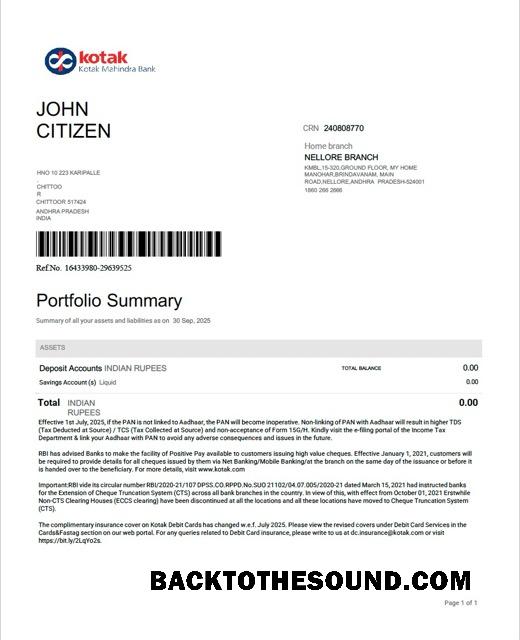 kotak
Kotak Mahindra Bank
JOHN
CITIZEN
CRN 240808770
Home branch
NELLORE BRANCH
KMBL,15-320,GROUND FLOOR, MY HOME
MANOHAR,BRINDAVANAM, MAIN
ROAD,NELLORE,ANDHRA PRADESH-524001
1860 266 2666
HNO 10 223 KARIPALLE
.
CHITTOO
R
CHITTOOR 517424
ANDHRA PRADESH
INDIA
Ref.No. 16433980-29639525
Portfolio Summary
Summary of all your assets and liabilities as on 30 Sep, 2025
ASSETS
Deposit Accounts INDIAN RUPEES TOTAL BALANCE 0.00
Savings Account (s) Liquid 0.00
Total INDIAN RUPEES 0.00
Effective 1st July, 2025, if the PAN is not linked to Aadhaar, the PAN will become inoperative. Non-linking of PAN with Aadhaar will result in higher TDS
(Tax Deducted at Source) / TCS (Tax Collected at Source) and non-acceptance of Form 15G/H. Kindly visit the e-filing portal of the Income Tax
Department & link your Aadhaar with PAN to avoid any adverse consequences and issues in the future.
RBI has advised Banks to make the facility of Positive Pay available to customers issuing high value cheques. Effective January 1, 2021, customers
will be required to provide details for all cheques issued by them via Net Banking/Mobile Banking/at the branch on the same day of the issuance or before it
is handed over to the beneficiary. For more details, visit www.kotak.com
Important:RBI vide its circular number RBI/2020-21/107 DPSS.CO.RPPD.No.SUO 21102/04.07.005/2020-21 dated March 15, 2021 had instructed banks
for the Extension of Cheque Truncation System (CTS) across all bank branches in the country. In view of this, with effect from October 01, 2021 Erstwhile
Non-CTS Clearing Houses (ECCS clearing) have been discontinued at all the locations and all these locations have moved to Cheque Truncation System
(CTS).
The complimentary insurance cover on Kotak Debit Cards has changed w.e.f. July 2025. Please view the revised covers under Debit Card Services in the
Cards&Fastag section on our web portal. For any queries related to Debit Card insurance, please write to us at dc.insurance@kotak.com or visit
https://bit.ly/2LqYo2s.
BACKTOTHESOUND.COM
Page 1 of 1